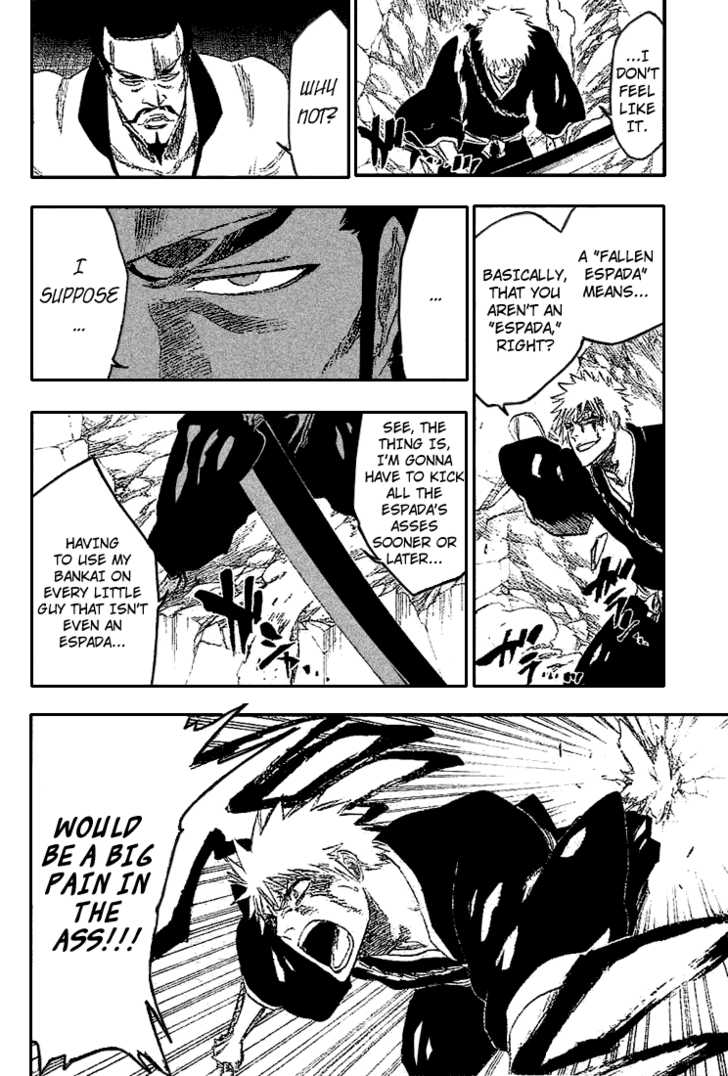 ...I
DON'T
FEEL
LIKE
IT.
WHY
NOT?
A "FALLEN
ESPADA"
MEANS...
BASICALLY,
THAT YOU
AREN'T AN
"ESPADA,"
RIGHT?
...
I
SUPPOSE
...
SEE, THE
THING IS,
I'M GONNA
HAVE TO KICK
ALL THE
ESPADA'S
ASSES
SOONER OR
LATER...
HAVING
TO USE MY
BANKAI ON
EVERY LITTLE
GUY THAT ISN'T
EVEN AN
ESPADA...
WOULD
BE A BIG
PAIN IN
THE
ASS!!!